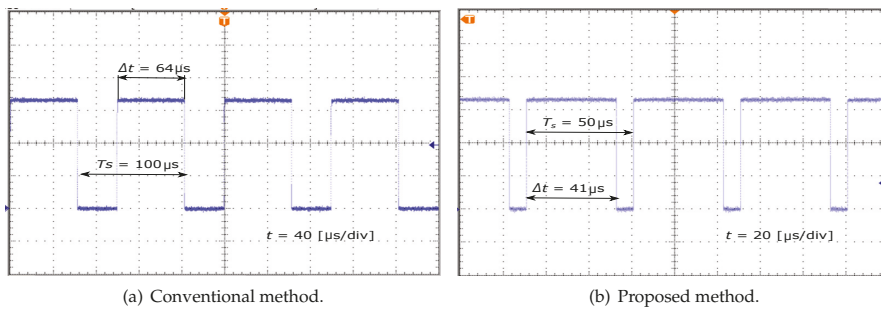 T
Δt = 64μs
Ts = 100μs
t = 40 [μs/div]
(a) Conventional method.
T
Ts = 50μs
Δt = 41μs
t = 20 [μs/div]
(b) Proposed method.